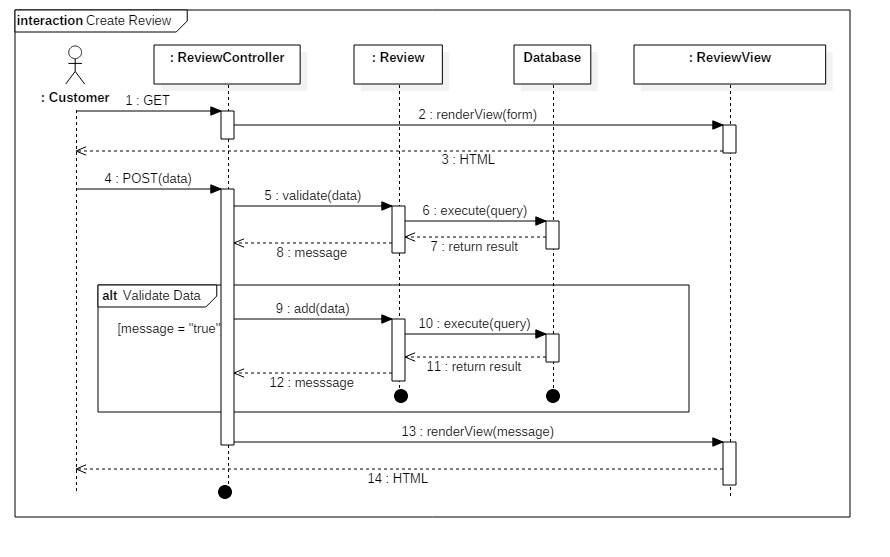 interaction Create Review
: ReviewController
: Review
Database
: ReviewView
: Customer
1 : GET
2 : renderView(form)
3 : HTML
4 : POST(data)
5 : validate(data)
6 : execute(query)
7 : return result
8 : message
alt Validate Data
9 : add(data)
[message = "true"
10 : execute(query)
11 : return result
12 : messsage
13 : renderView(message)
14 : HTML